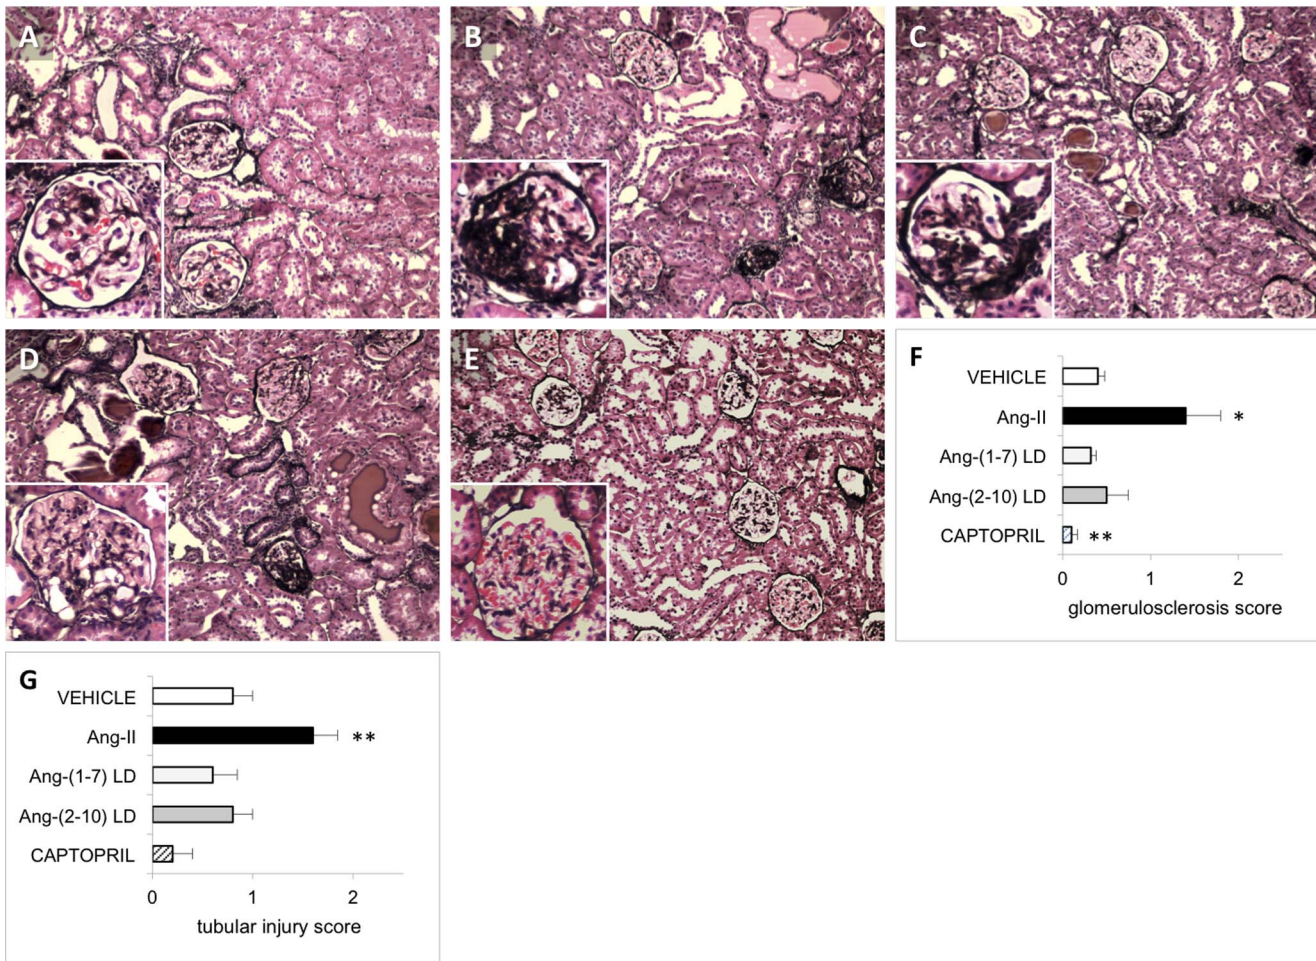 A
B
C
D
E
F
VEHICLE
Ang-II
*
Ang-(1-7) LD
Ang-(2-10) LD
CAPTOPRIL
**
0 1 2
glomerulosclerosis score
G
VEHICLE
Ang-II
**
Ang-(1-7) LD
Ang-(2-10) LD
CAPTOPRIL
0 1 2
tubular injury score